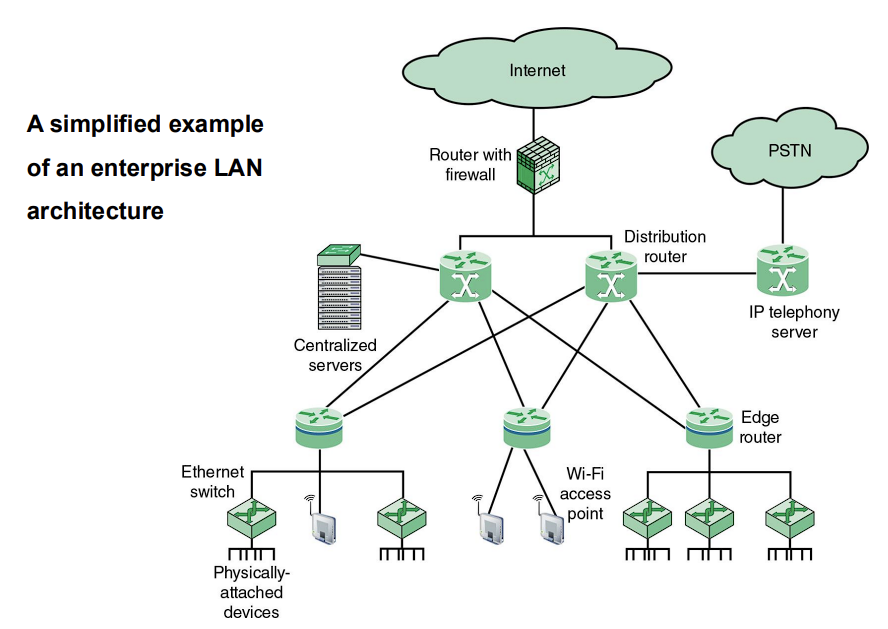 A simplified example
of an enterprise LAN
architecture
Internet
Router with
firewall
PSTN
Distribution
router
IP telephony
server
Centralized
servers
Edge
router
Ethernet
switch
Wi-Fi
access
point
Physically-
attached
devices